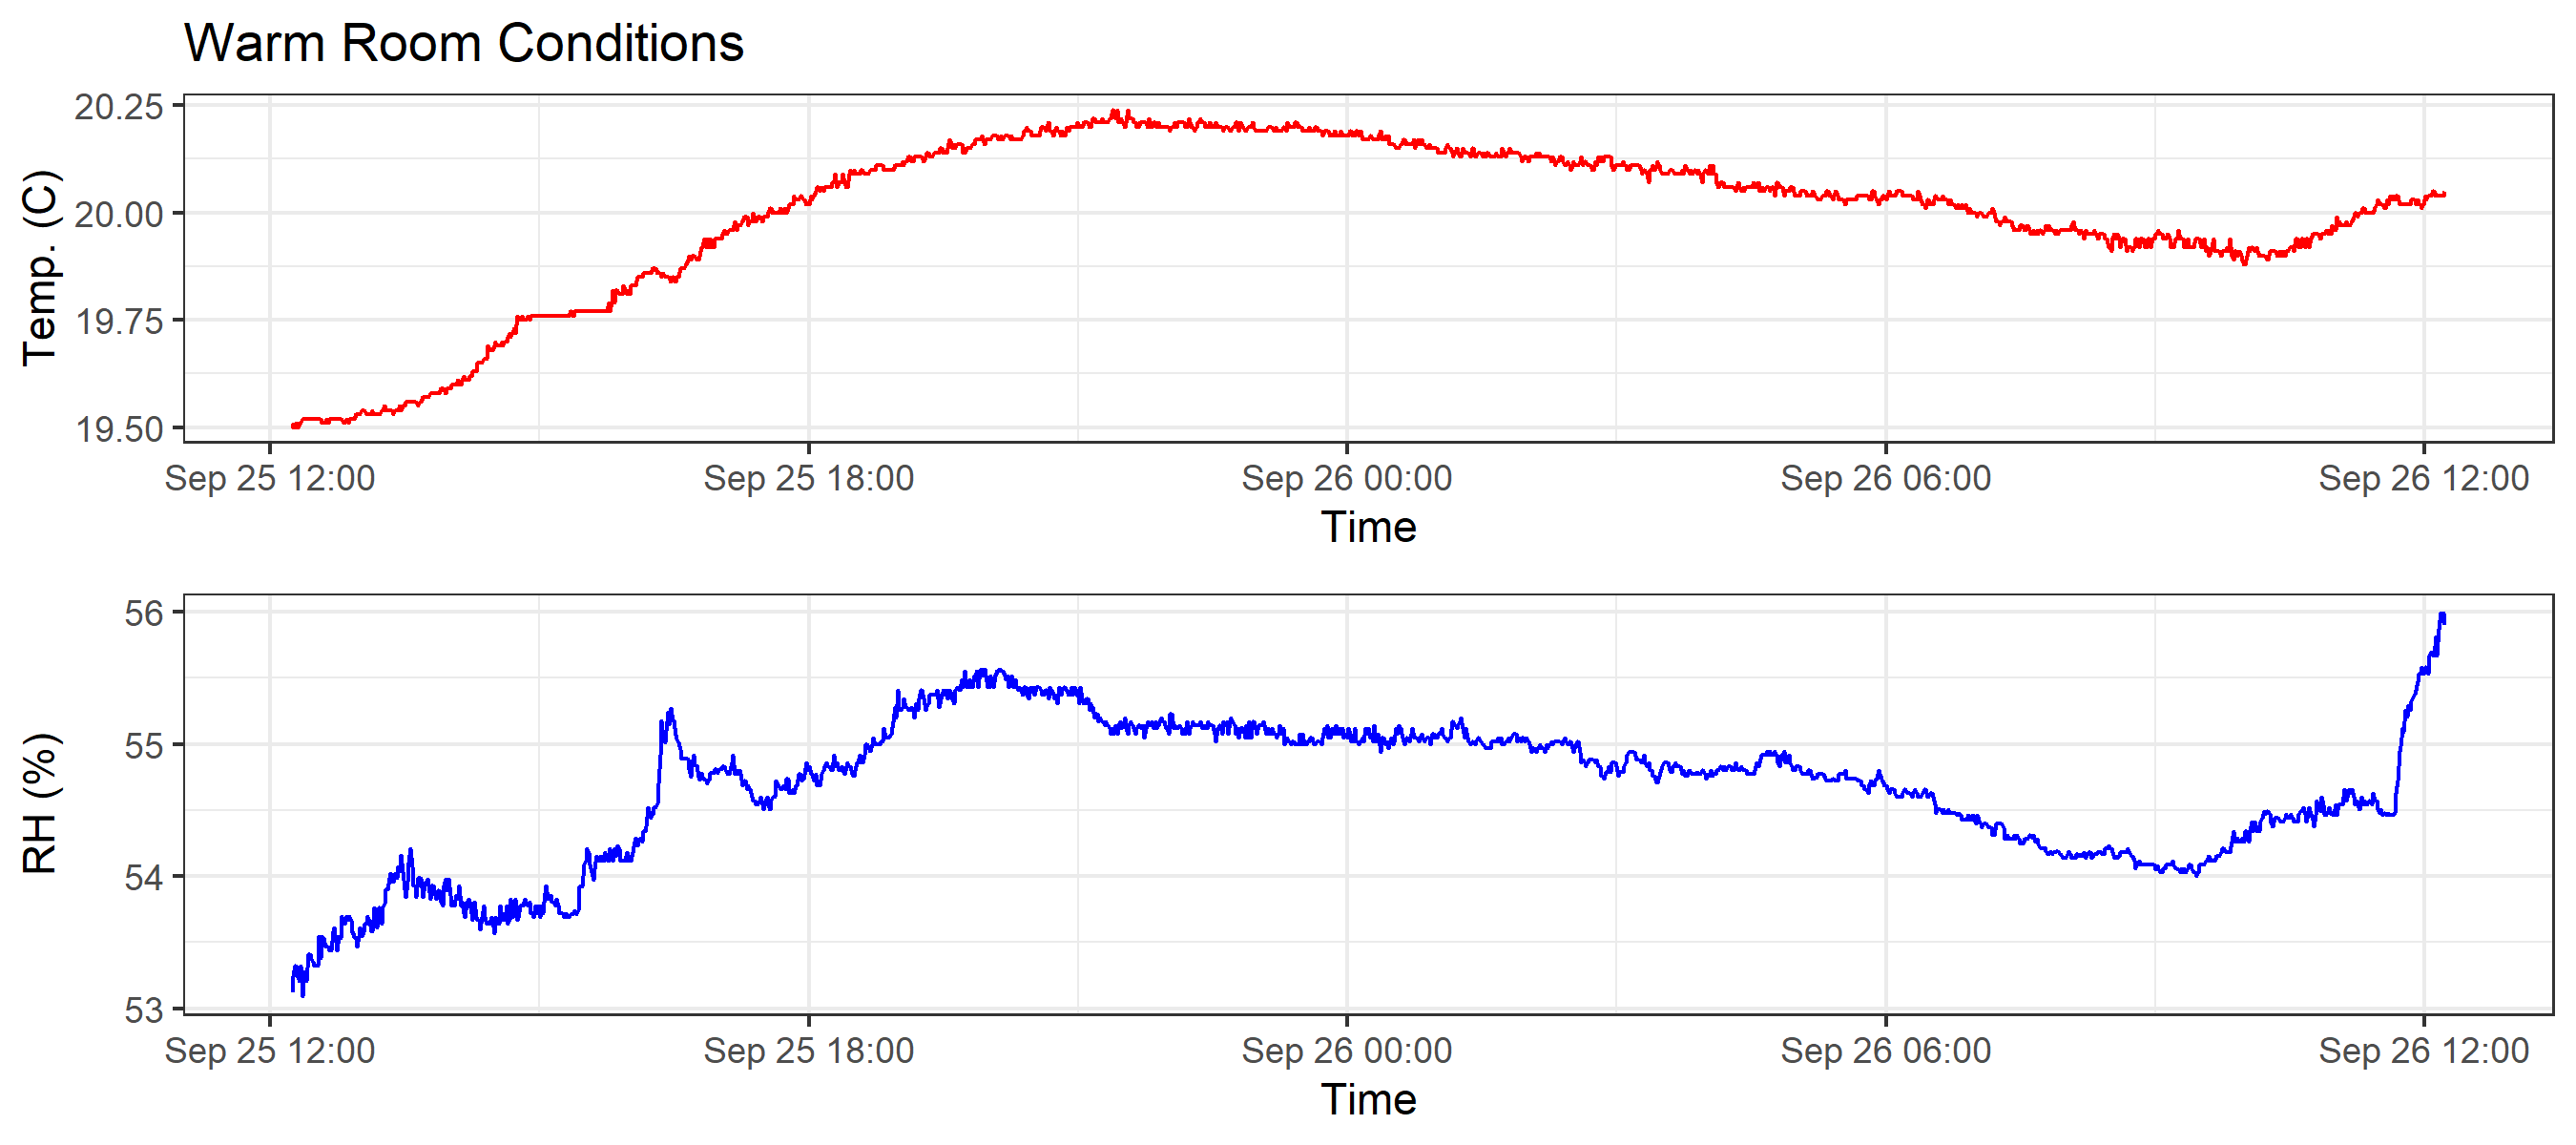 Warm Room Conditions
Temp. (C)
20.25
20.00
19.75
19.50
Sep 25 12:00 Sep 25 18:00 Sep 26 00:00 Sep 26 06:00 Sep 26 12:00
Time
RH (%)
56
55
54
53
Sep 25 12:00 Sep 25 18:00 Sep 26 00:00 Sep 26 06:00 Sep 26 12:00
Time